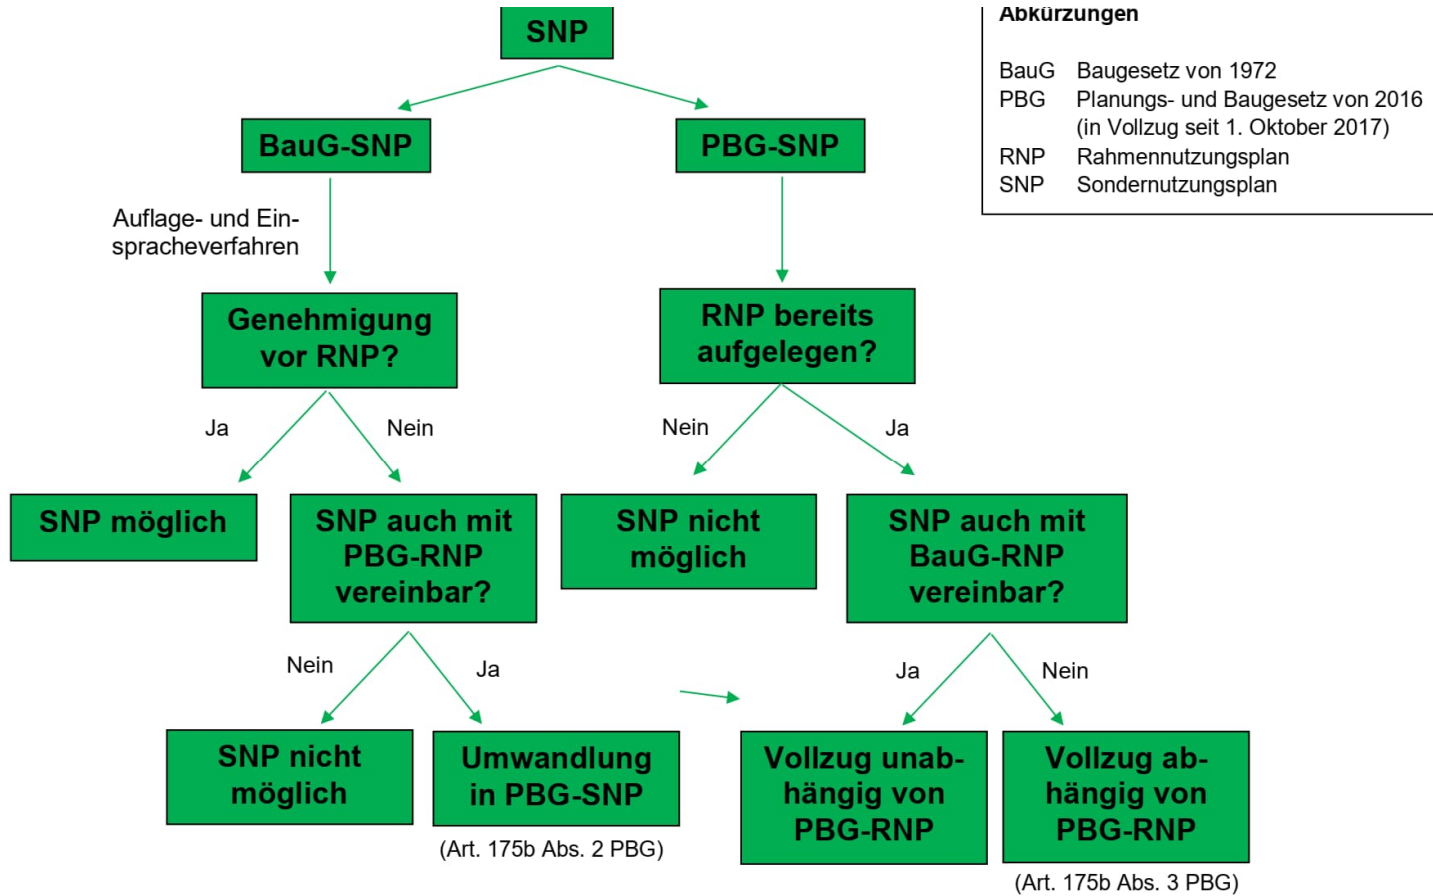 SNP
Abkürzungen
BauG Baugesetz von 1972
PBG Planungs- und Baugesetz von 2016
(in Vollzug seit 1. Oktober 2017)
RNP Rahmennutzungsplan
SNP Sondernutzungsplan
BauG-SNP
PBG-SNP
Auflage- und Ein-
spracheverfahren
Genehmigung
vor RNP?
RNP bereits
aufgelegen?
Ja
Nein
Nein
Ja
SNP möglich
SNP auch mit
PBG-RNP
vereinbar?
SNP nicht
möglich
SNP auch mit
BauG-RNP
vereinbar?
Nein
Ja
Ja
Nein
SNP nicht
möglich
Umwandlung
in PBG-SNP
(Art. 175b Abs. 2 PBG)
Vollzug unab-
hängig von
PBG-RNP
Vollzug ab-
hängig von
PBG-RNP
(Art. 175b Abs. 3 PBG)